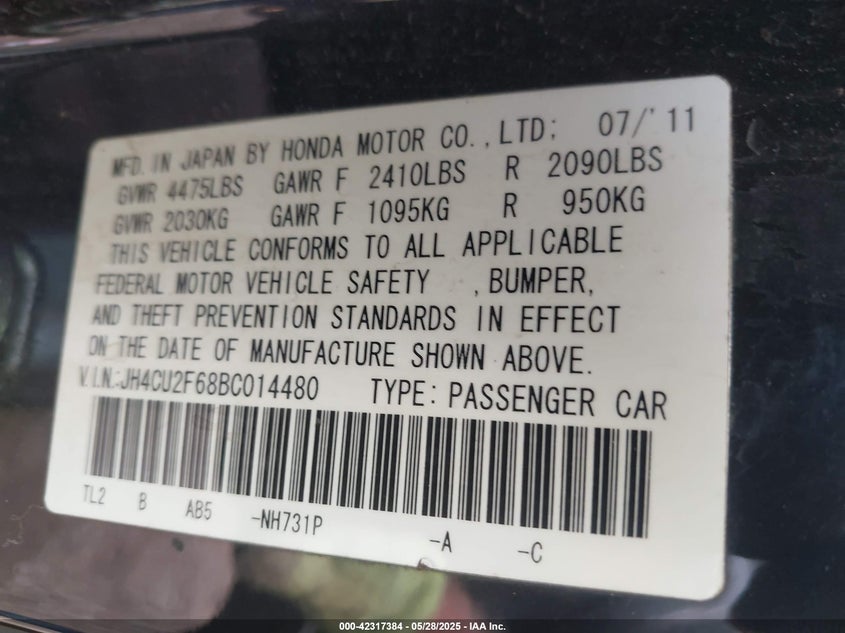 MFD. IN JAPAN BY HONDA MOTOR CO.,LTD; 07/'11
GVWR 4475LBS GAWR F 2410LBS R 2090LBS
GVWR 2030KG GAWR F 1095KG R 950KG
THIS VEHICLE CONFORMS TO ALL APPLICABLE
FEDERAL MOTOR VEHICLE SAFETY ,BUMPER,
AND THEFT PREVENTION STANDARDS IN EFFECT
ON THE DATE OF MANUFACTURE SHOWN ABOVE.
V.I.N.:JH4CU2F68BC014480 TYPE: PASSENGER CAR
TL2 B AB5 -NH731P -A -C
000-42317384 / 05/28/2025 - IAA Inc.